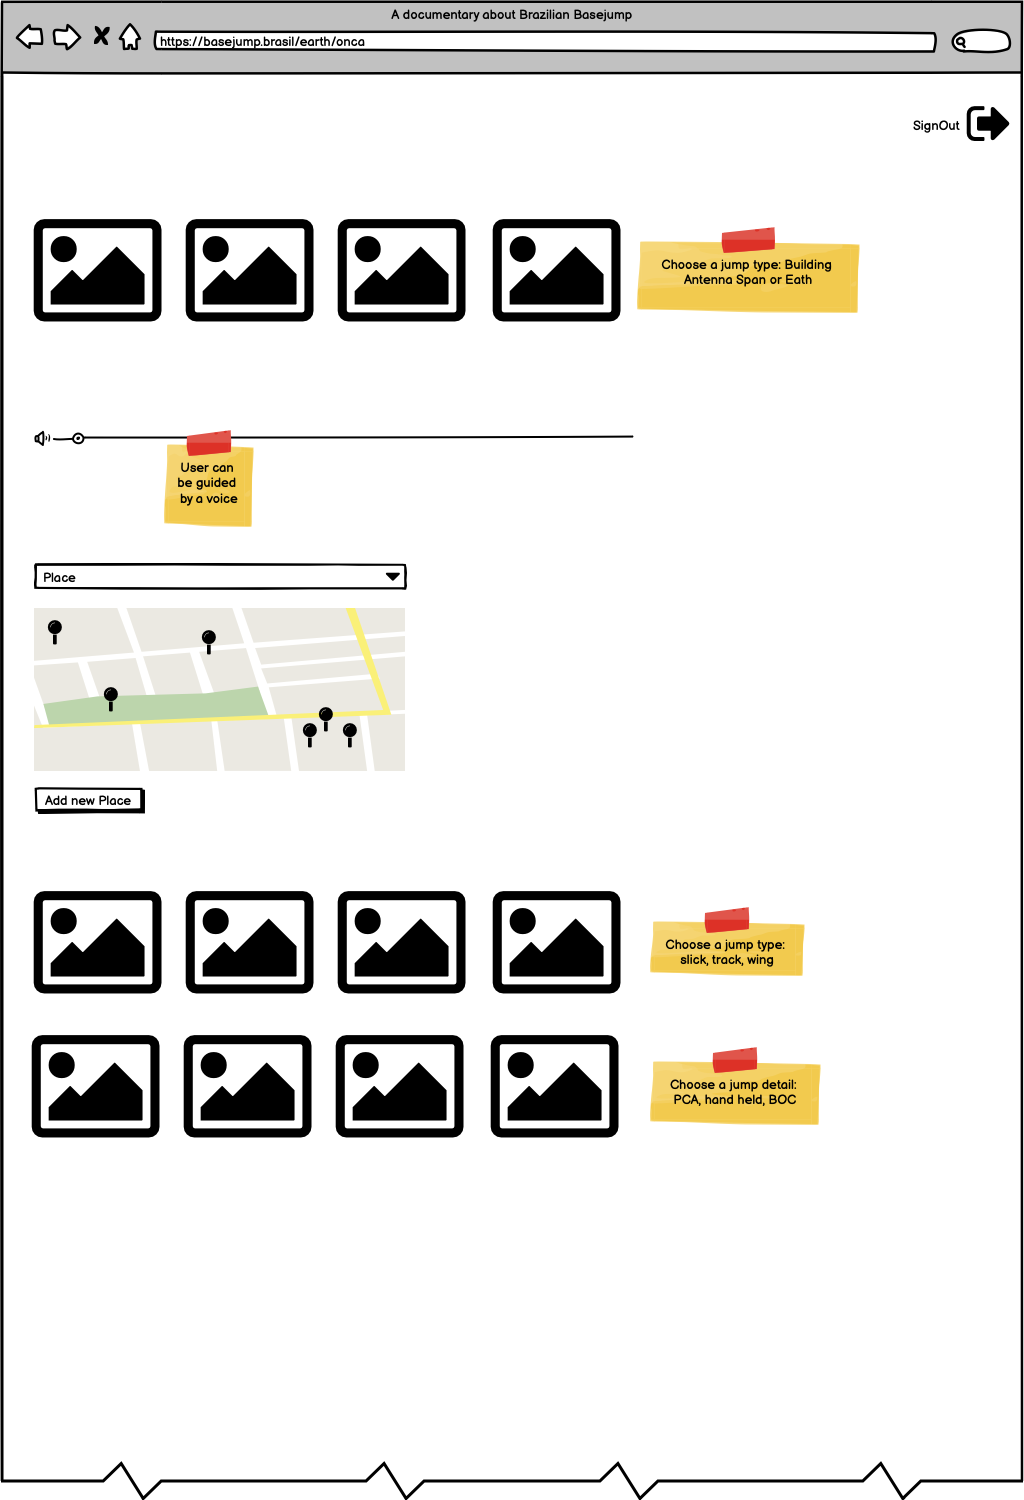 A documentary about Brazilian Basejump
https://basejump.brasil/earth/onca
SignOut
Choose a jump type: Building
Antenna Span or Eath
User can
be guided
by a voice
Place
Add new Place
Choose a jump type:
slick, track, wing
Choose a jump detail:
PCA, hand held, BOC